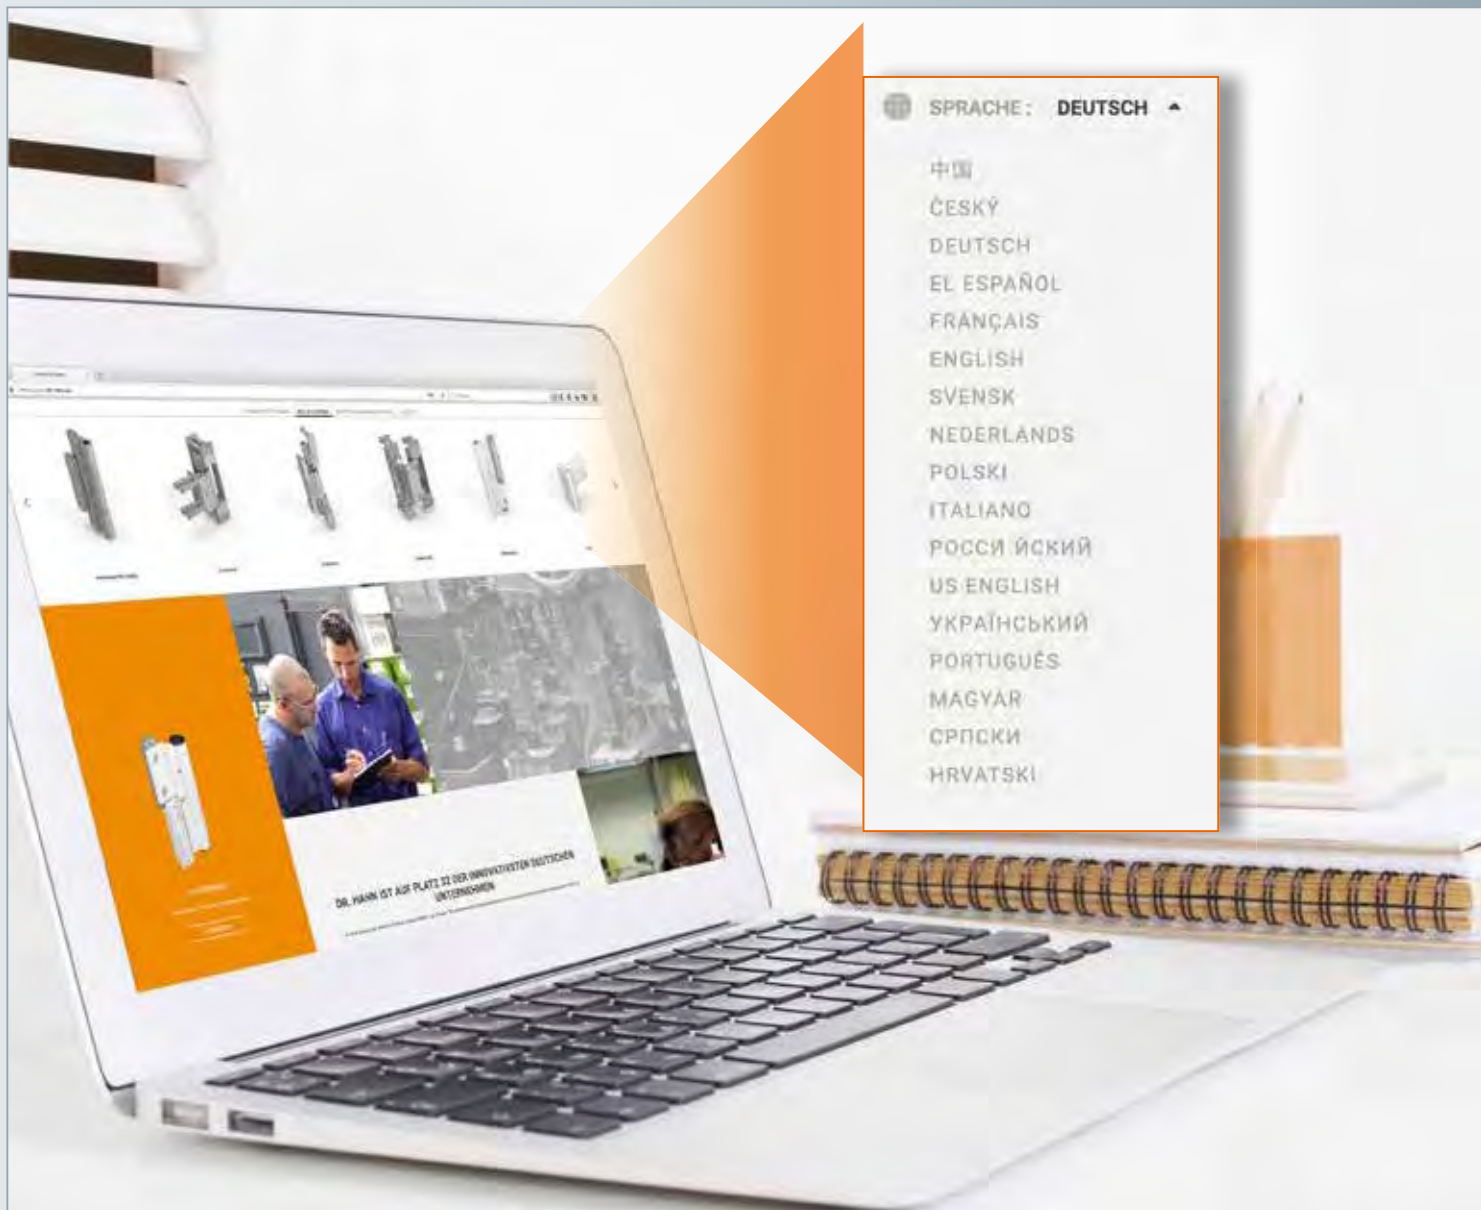 SPRACHE: DEUTSCH
中国
ČESKÝ
DEUTSCH
EL ESPAÑOL
FRANÇAIS
ENGLISH
SVENSK
NEDERLANDS
POLSKI
ITALIANO
РОССИ ЙСКИЙ
US ENGLISH
УКРАЇНСЬКИЙ
PORTUGUÊS
MAGYAR
СРПСКИ
HRVATSKI
DR. HAHN IST AUF PLATZ 32 DER INNOVATIVSTEN DEUTSCHEN
UNTERNEHMEN